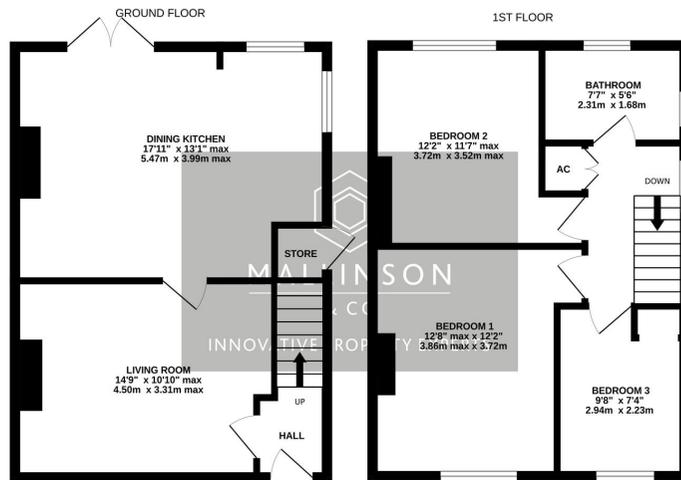 GROUND FLOOR
DINING KITCHEN
17'11" x 13'1" max
5.47m x 3.99m max
STORE
LIVING ROOM
14'9" x 10'10" max
4.50m x 3.31m max
UP
HALL
1ST FLOOR
BATHROOM
7'7" x 5'6"
2.31m x 1.68m
BEDROOM 2
12'2" x 11'7" max
3.72m x 3.52m max
AC
DOWN
BEDROOM 1
12'8" max x 12'2"
3.86m max x 3.72m
BEDROOM 3
9'8" x 7'4"
2.94m x 2.23m
MALLINSON
& CO
INNOVATIVE PROPERTY